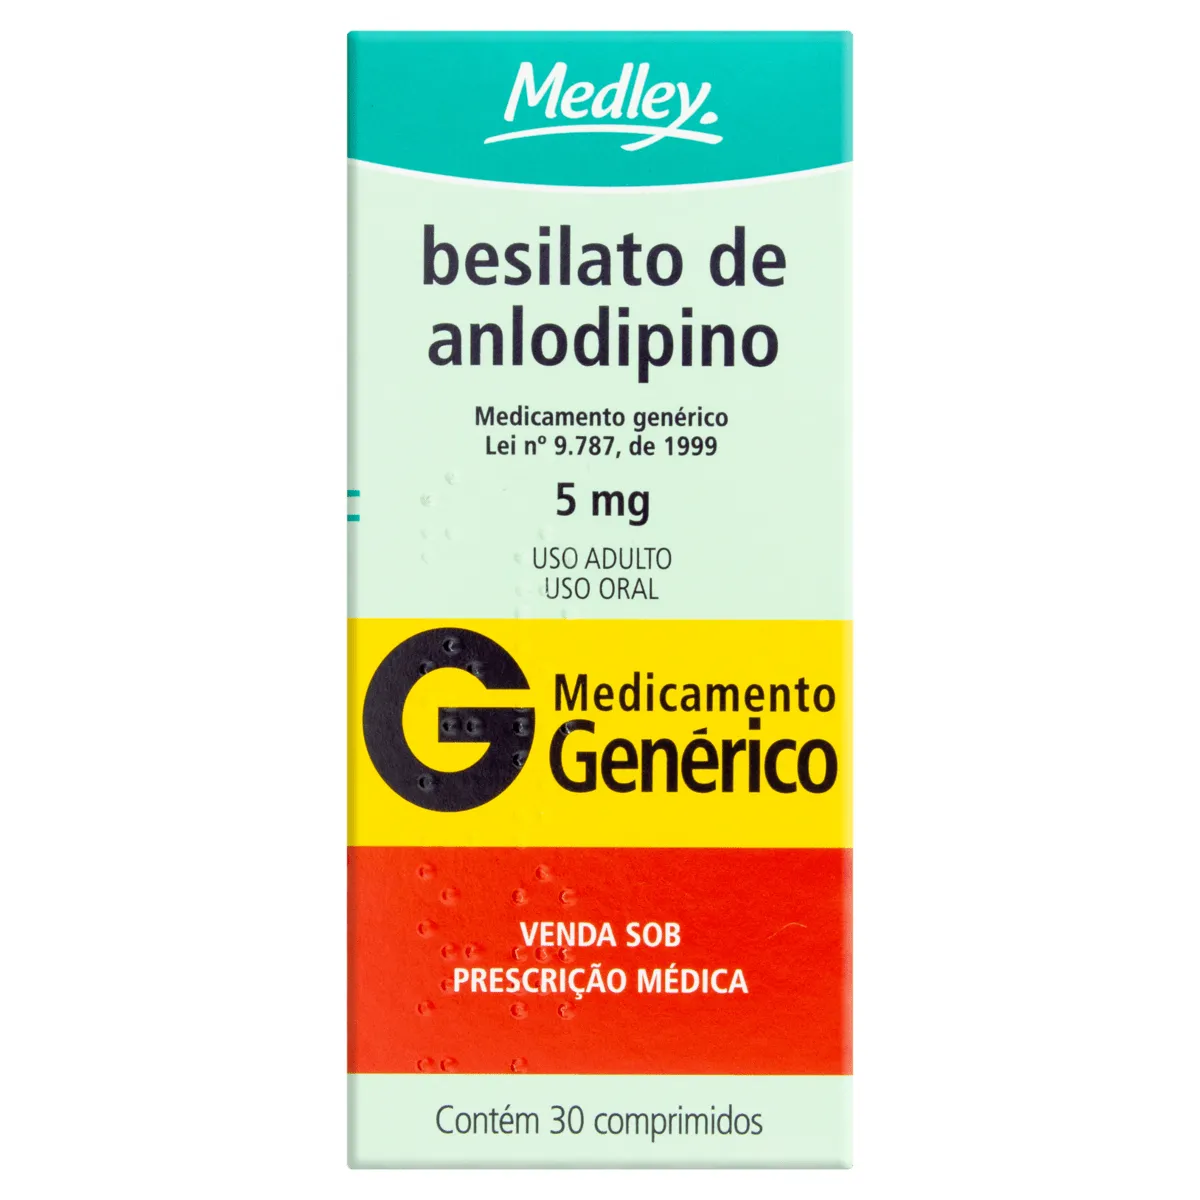 Medley.
besilato de
anlodipino
Medicamento genérico
Lei nº 9.787, de 1999
5 mg
USO ADULTO
USO ORAL
G Medicamento
Genérico
VENDA SOB
PRESCRIÇÃO MÉDICA
Contém 30 comprimidos